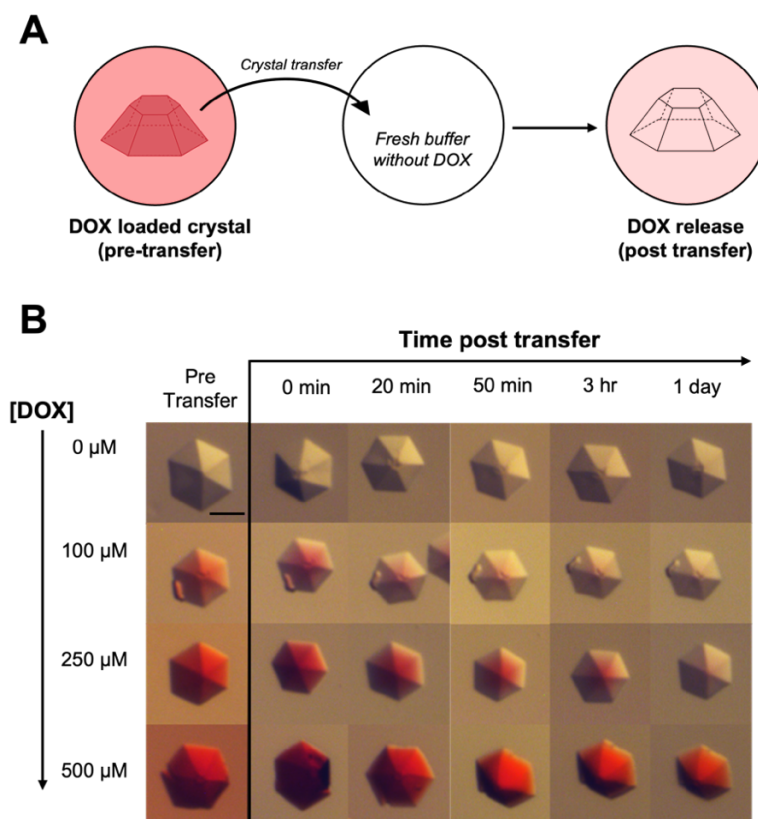 A
Crystal transfer
Fresh buffer
without DOX
DOX loaded crystal
(pre-transfer)
DOX release
(post transfer)
B
Time post transfer
Pre
Transfer
0 min
20 min
50 min
3 hr
1 day
[DOX]
0 μM
100 μM
250 μM
500 μM